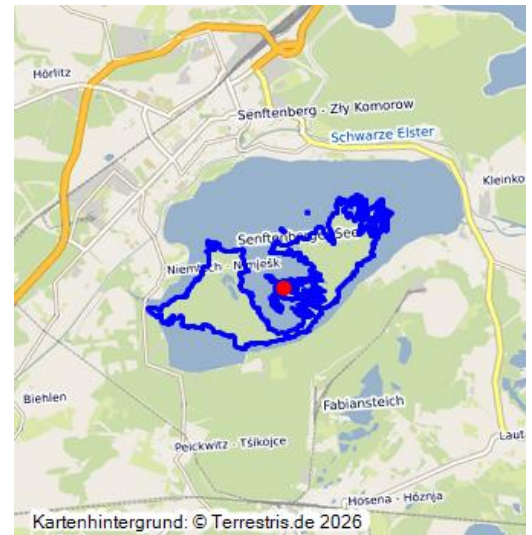 Hörlitz
Senftenberg - Zły Komorow
Schwarze Elster
Kleinko
Senftenberger See
Niemtsch - Nimješk
Biehlen
Fabiansteich
Peickwitz - Tšikojce
Laut
Hosena - Hóznja
Kartenhintergrund: © Terrestris.de 2026